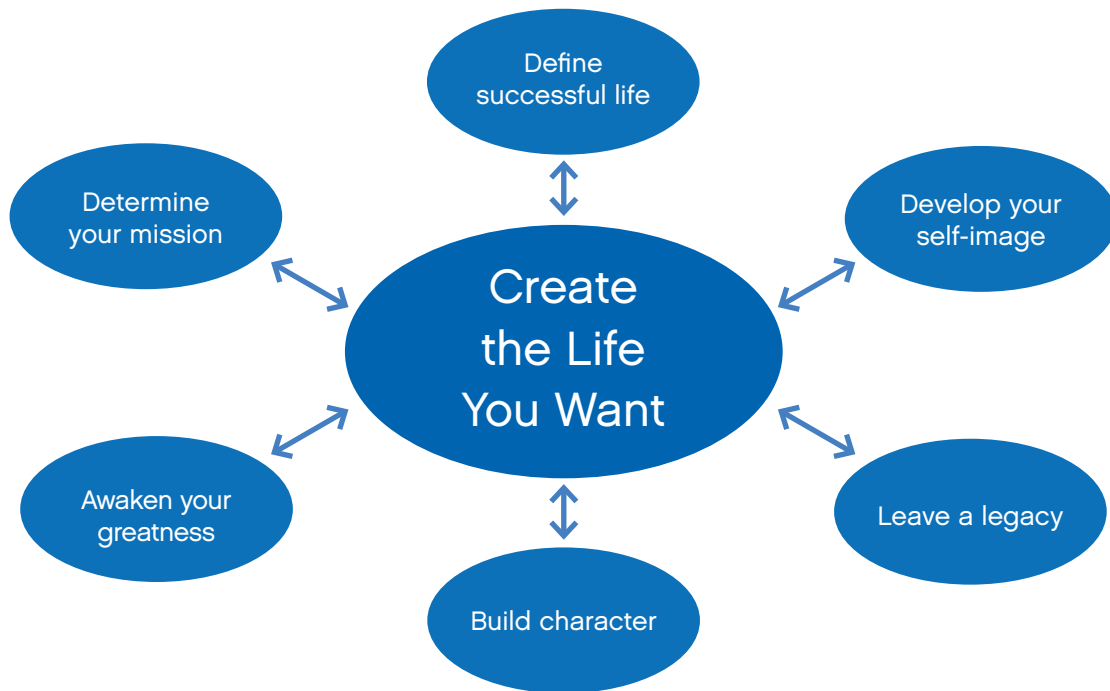 Define
successful life
Determine
your mission
Develop your
self-image
Create
the Life
You Want
Awaken your
greatness
Leave a legacy
Build character